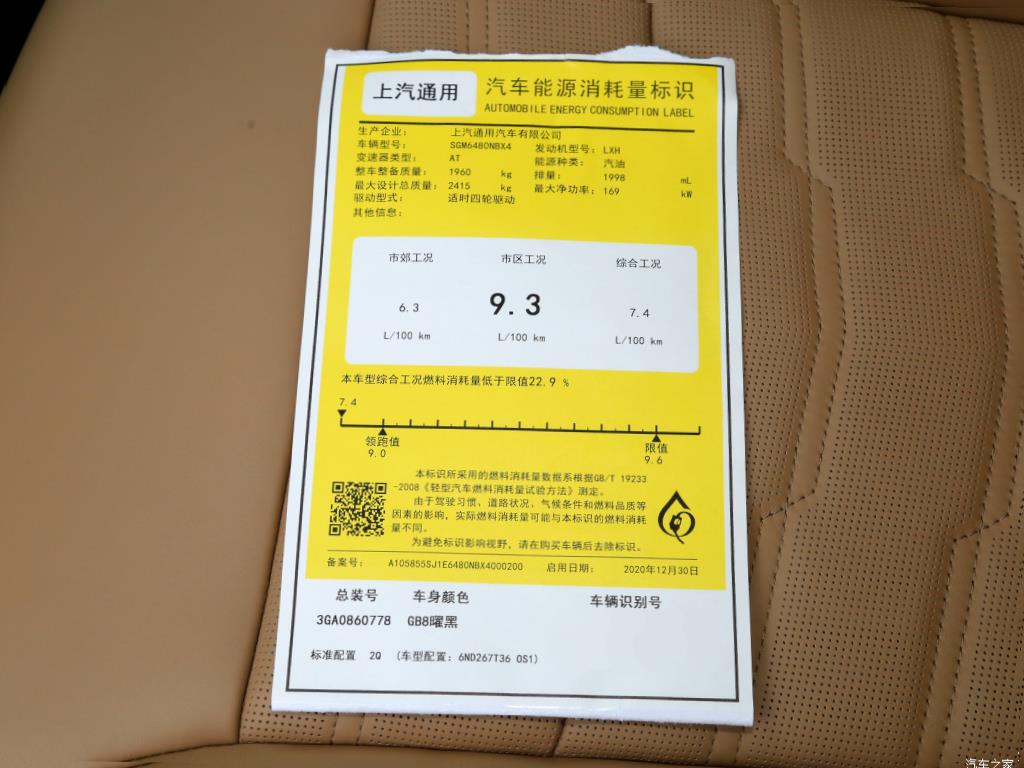 上汽通用 汽车能源消耗量标识
AUTOMOBILE ENERGY CONSUMPTION LABEL
生产企业: 上汽通用汽车有限公司
车辆型号: SGM6480NBX4 发动机型号: LXH
变速器类型: AT 能源种类: 汽油
整车整备质量: 1960 kg 排量: 1998 mL
最大设计总质量: 2415 kg 最大净功率: 169 kW
驱动型式: 适时四轮驱动
其他信息:
市郊工况 市区工况 综合工况
6.3 9.3 7.4
L/100 km L/100 km L/100 km
本车型综合工况燃料消耗量低于限值22.9 %
7.4
领跑值 限值
9.0 9.6
本标识所采用的燃料消耗量数据系根据GB/T 19233
-2008《轻型汽车燃料消耗量试验方法》测定。
由于驾驶习惯、道路状况、气候条件和燃料品质等
因素的影响，实际燃料消耗量可能与本标识的燃料消耗
量不同。
为避免标识影响视野，请在购买车辆后去除标识。
备案号: A105855SJ1E6480NBX4000200 启用日期: 2020年12月30日
总装号 车身颜色 车辆识别号
3GA0860778 GB8曜黑
标准配置 2Q (车型配置: 6ND267T36 0S1)
汽车之家